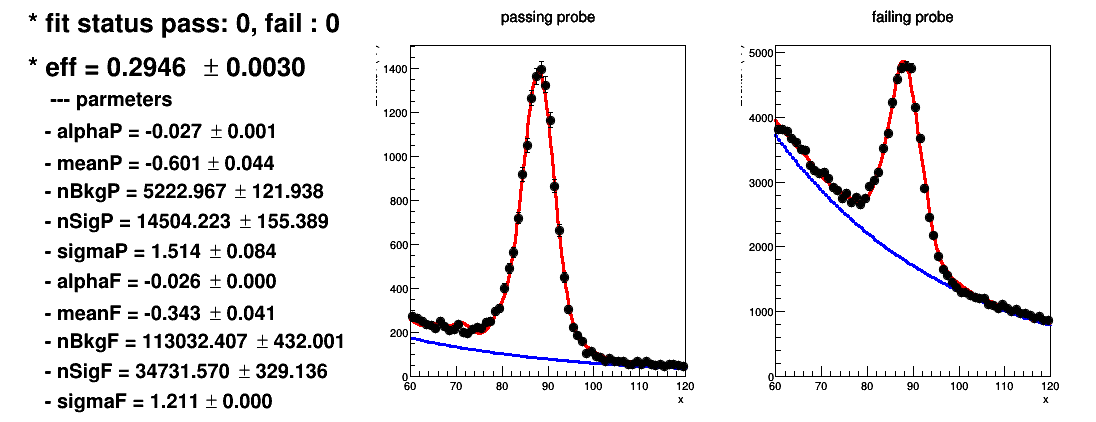 * fit status pass: 0, fail : 0
* eff = 0.2946 ± 0.0030
--- parmeters
- alphaP = -0.027 ± 0.001
- meanP = -0.601 ± 0.044
- nBkgP = 5222.967 ± 121.938
- nSigP = 14504.223 ± 155.389
- sigmaP = 1.514 ± 0.084
- alphaF = -0.026 ± 0.000
- meanF = -0.343 ± 0.041
- nBkgF = 113032.407 ± 432.001
- nSigF = 34731.570 ± 329.136
- sigmaF = 1.211 ± 0.000
passing probe
1400
1200
1000
800
600
400
200
0
60 70 80 90 100 110 120
x
failing probe
5000
4000
3000
2000
1000
0
60 70 80 90 100 110 120
x